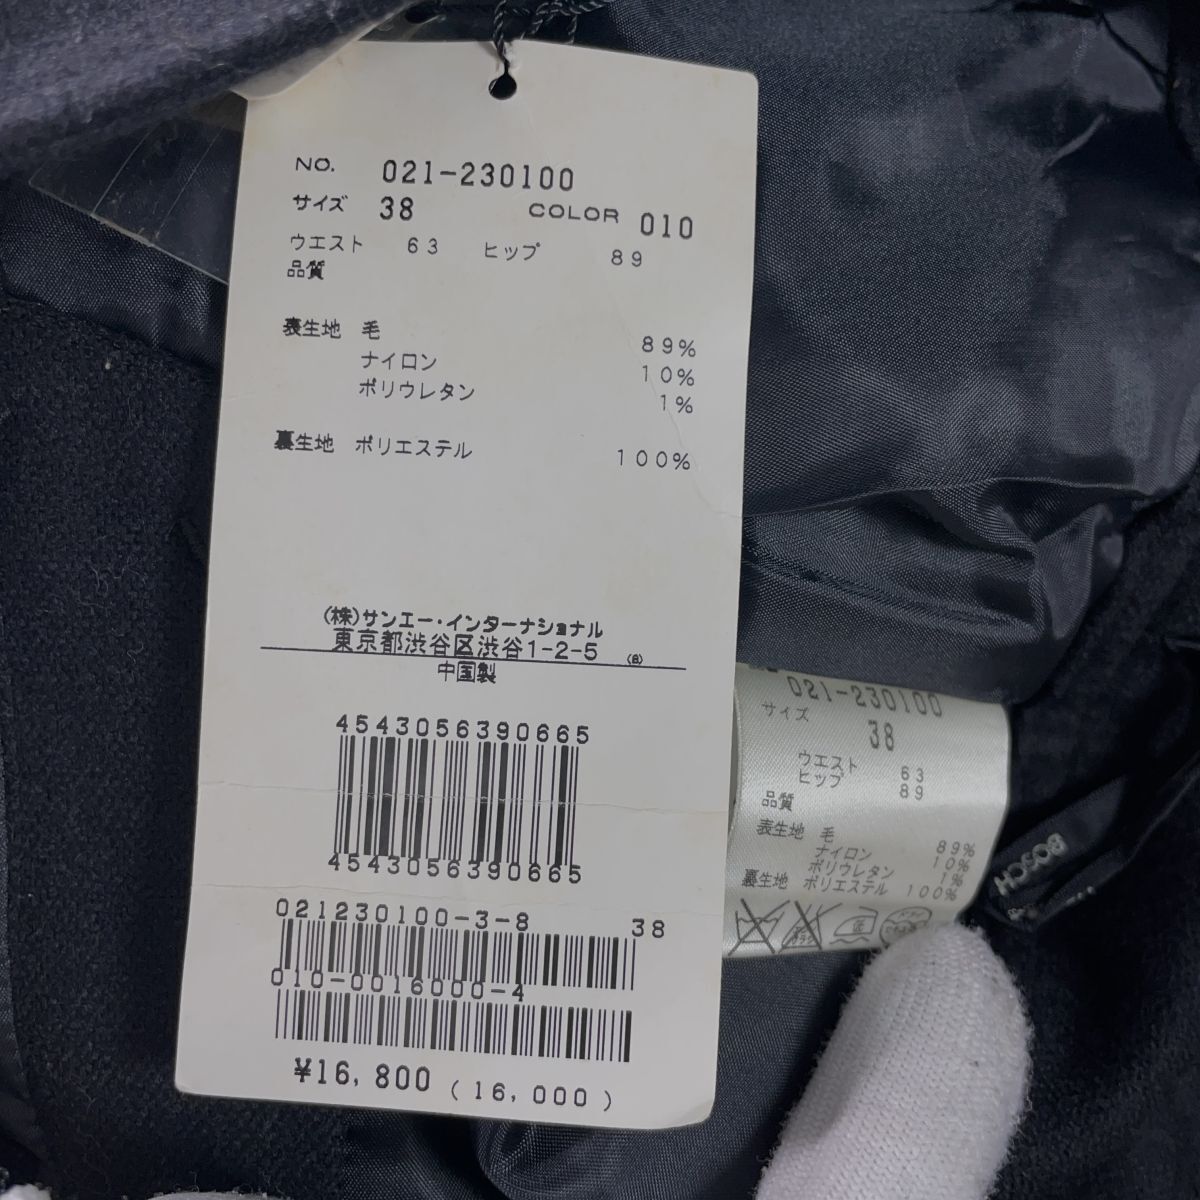 NO. 021-230100
サイズ 38 COLOR 010
ウエスト 63 ヒップ 89
品質
表生地 毛 89%
ナイロン 10%
ポリウレタン 1%
裏生地 ポリエステル 100%
(株)サンエー・インターナショナル
東京都渋谷区渋谷1-2-5 (8)
中国製
4543056390665
4543056390665
021230100-3-8 38
010-0016000-4
¥16,800 (16,000)
021-230100
サイズ 38
ウエスト 63
ヒップ 89
品質
表生地 毛 89%
ナイロン 10%
ポリウレタン 1%
裏生地 ポリエステル 100%
BOSCH